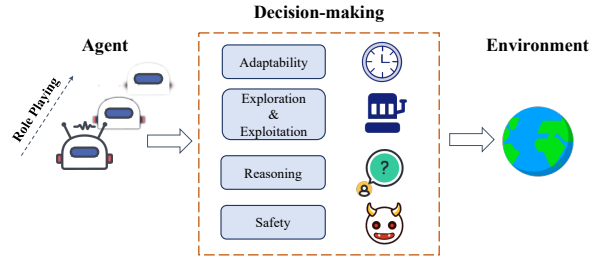 Decision-making
Agent
Environment
Role Playing
Adaptability
Exploration
&
Exploitation
Reasoning
?
Safety